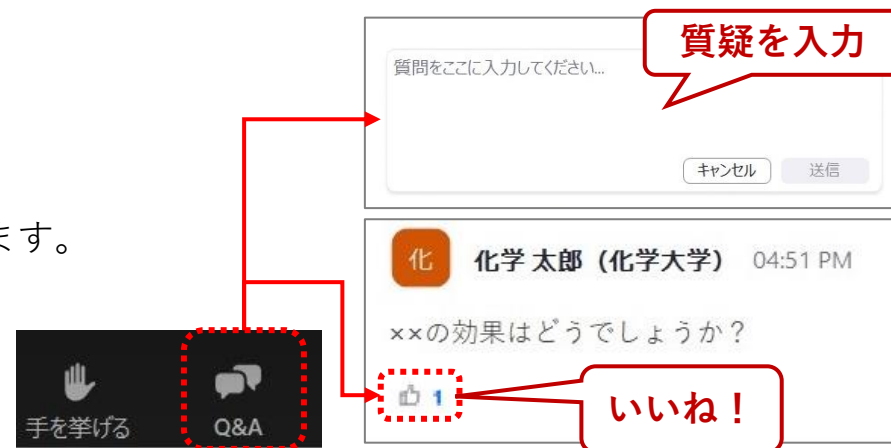 質疑を入力
質問をここに入力してください...
キャンセル 送信
ます。
化 化学 太郎（化学大学） 04:51 PM
××の効果はどうでしょうか？
1
いいね！
手を挙げる Q&A